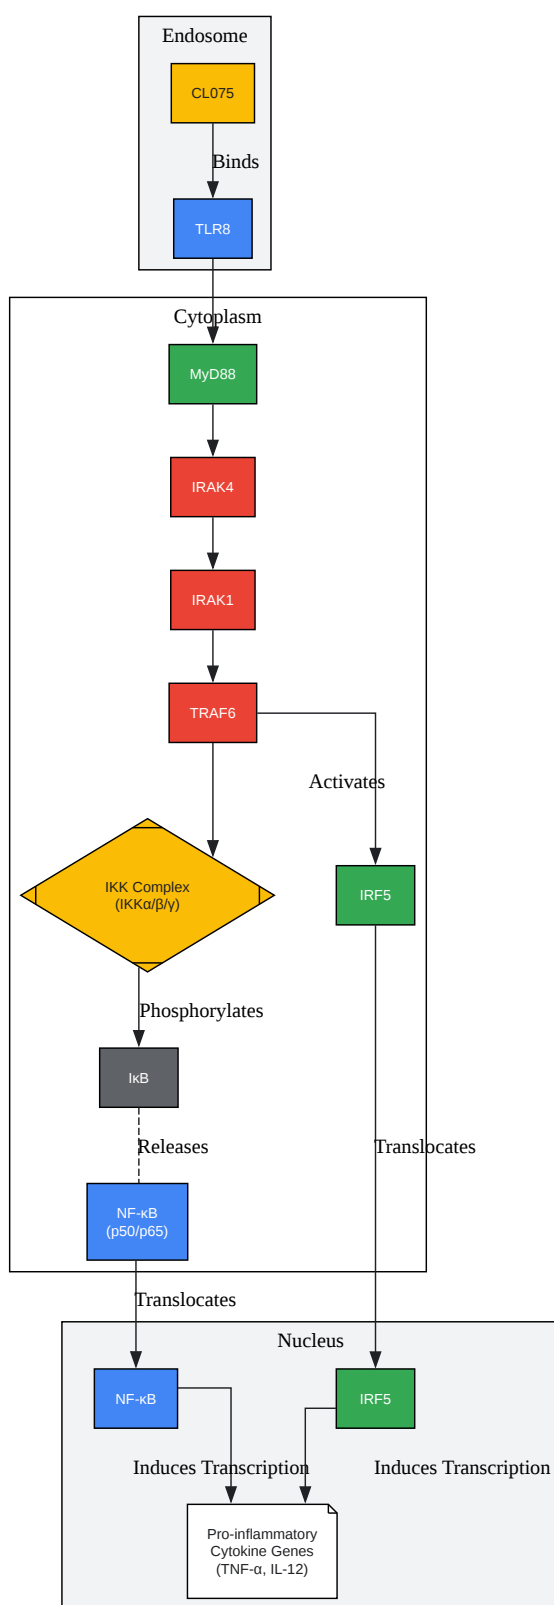 Endosome
CL075
Binds
TLR8
Cytoplasm
MyD88
IRAK4
IRAK1
TRAF6
Activates
IKK Complex
(IKKα/β/γ)
IRF5
Phosphorylates
IκB
Releases
Translocates
NF-κB
(p50/p65)
Translocates
Nucleus
NF-κB
IRF5
Induces Transcription
Induces Transcription
Pro-inflammatory
Cytokine Genes
(TNF-α, IL-12)